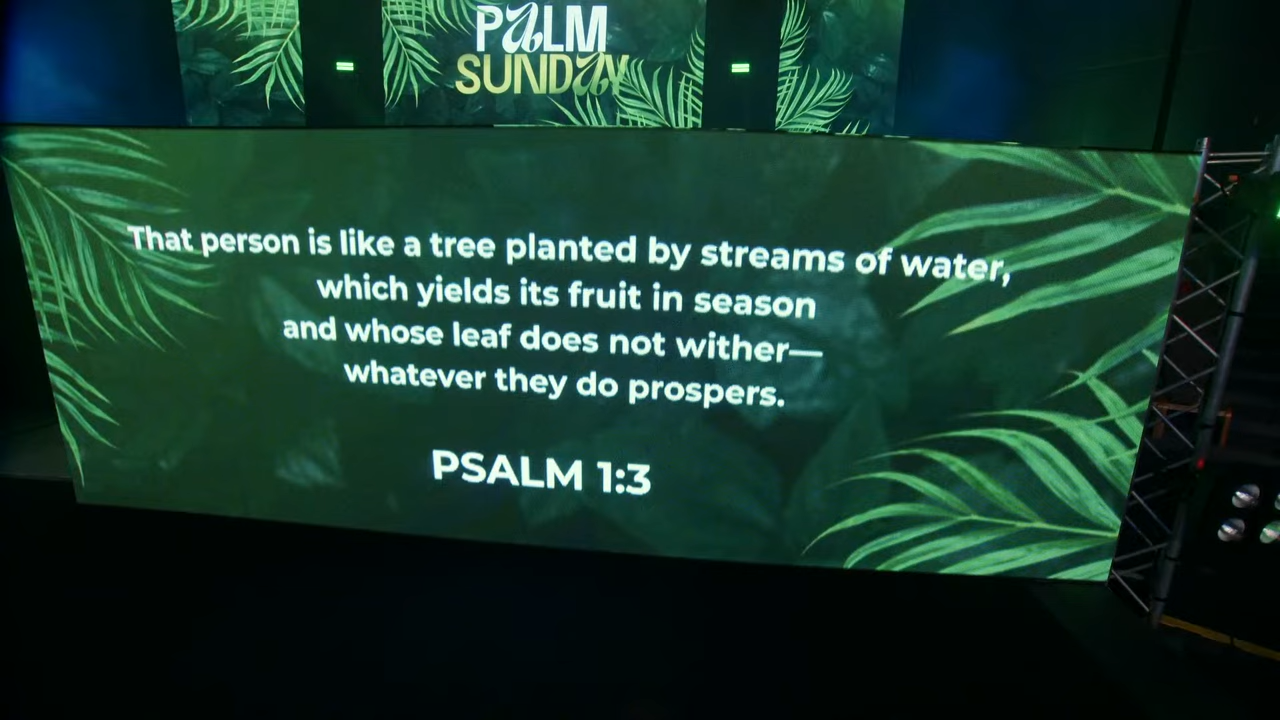 PALM
SUNDAY
That person is like a tree planted by streams of water,
which yields its fruit in season
and whose leaf does not wither—
whatever they do prospers.
PSALM 1:3